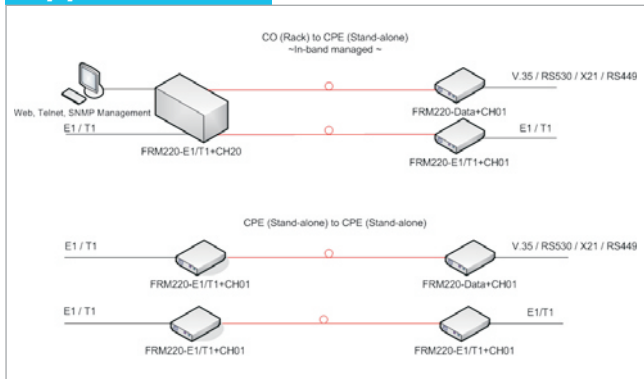 CO (Rack) to CPE (Stand-alone)
~In-band managed ~
V.35 / RS530 / X21 / RS449
Web, Telnet, SNMP Management
FRM220-Data+CH01
E1 / T1
E1 / T1
FRM220-E1/T1+CH20
FRM220-E1/T1+CH01
CPE (Stand-alone) to CPE (Stand-alone)
E1 / T1
V.35 / RS530 / X21 / RS449
FRM220-E1/T1+CH01
FRM220-Data+CH01
E1 / T1
E1/T1
FRM220-E1/T1+CH01
FRM220-E1/T1+CH01